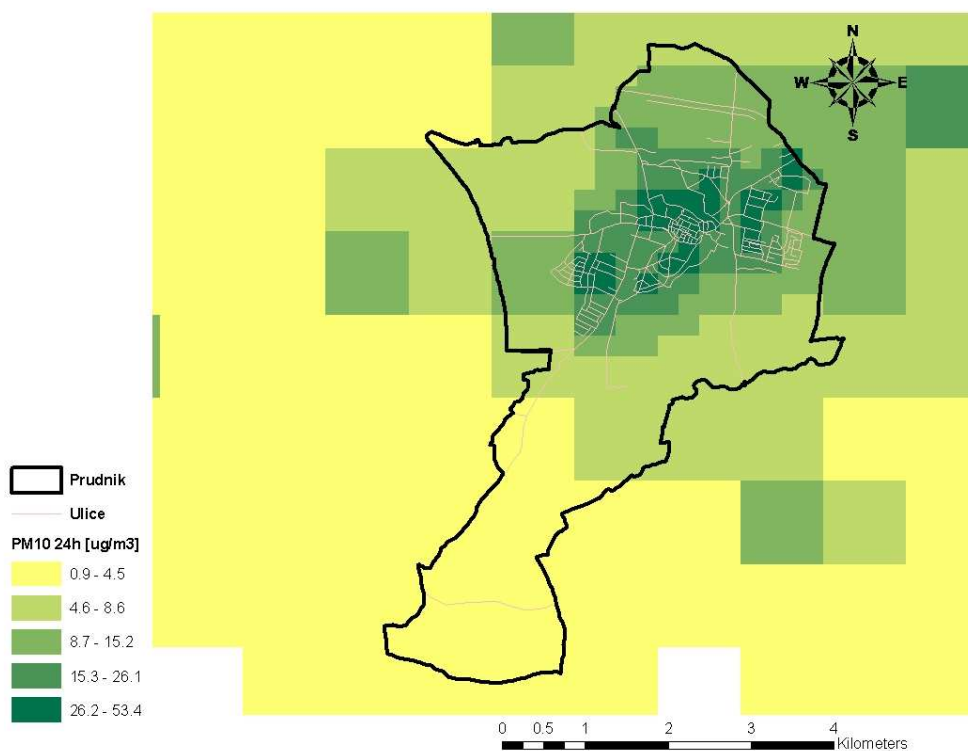 N
W E
S
Prudnik
Ulice
PM10 24h [ug/m3]
0.9 - 4.5
4.6 - 8.6
8.7 - 15.2
15.3 - 26.1
26.2 - 53.4
0 0.5 1 2 3 4
Kilometers